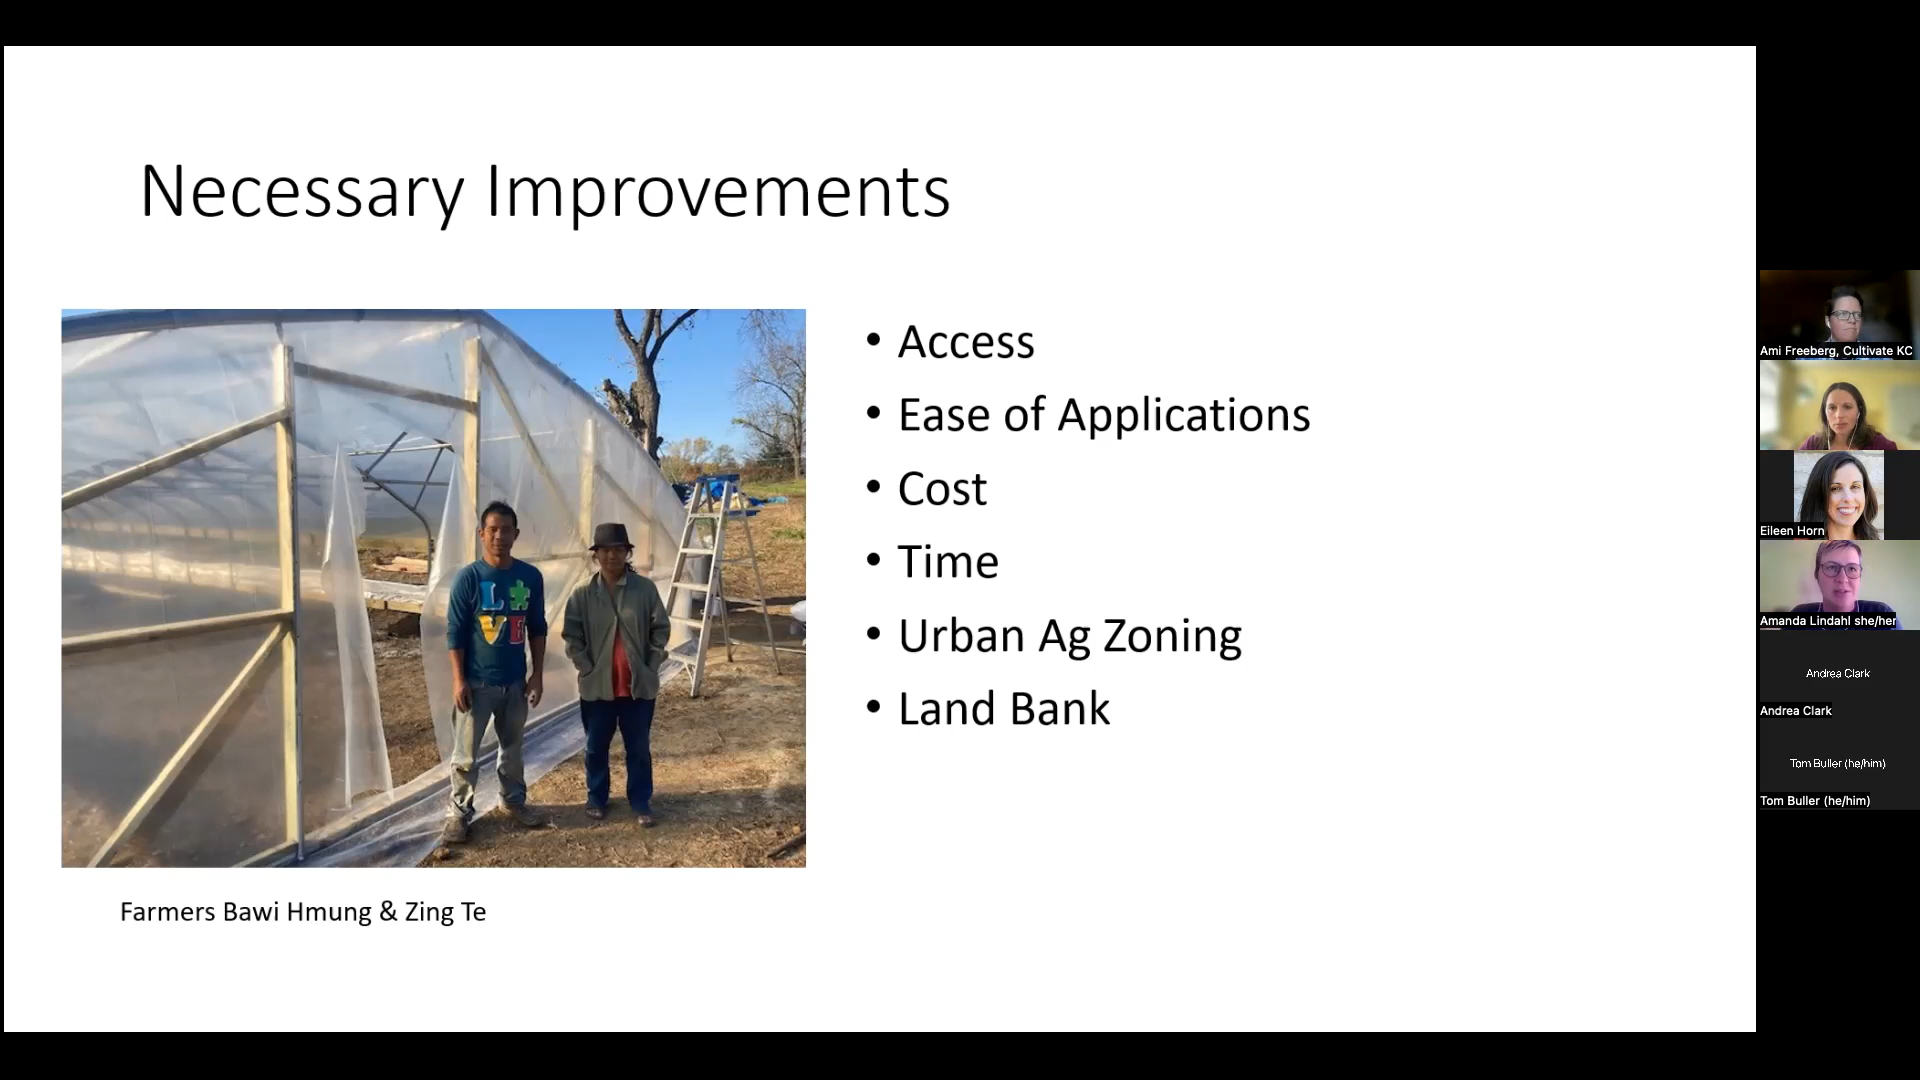 Necessary Improvements
• Access
• Ease of Applications
• Cost
• Time
• Urban Ag Zoning
• Land Bank
LOVE
Farmers Bawi Hmung & Zing Te
Ami Freeberg, Cultivate KC
Eileen Horn
Amanda Lindahl she/her
Andrea Clark
Andrea Clark
Tom Buller (he/him)
Tom Buller (he/him)